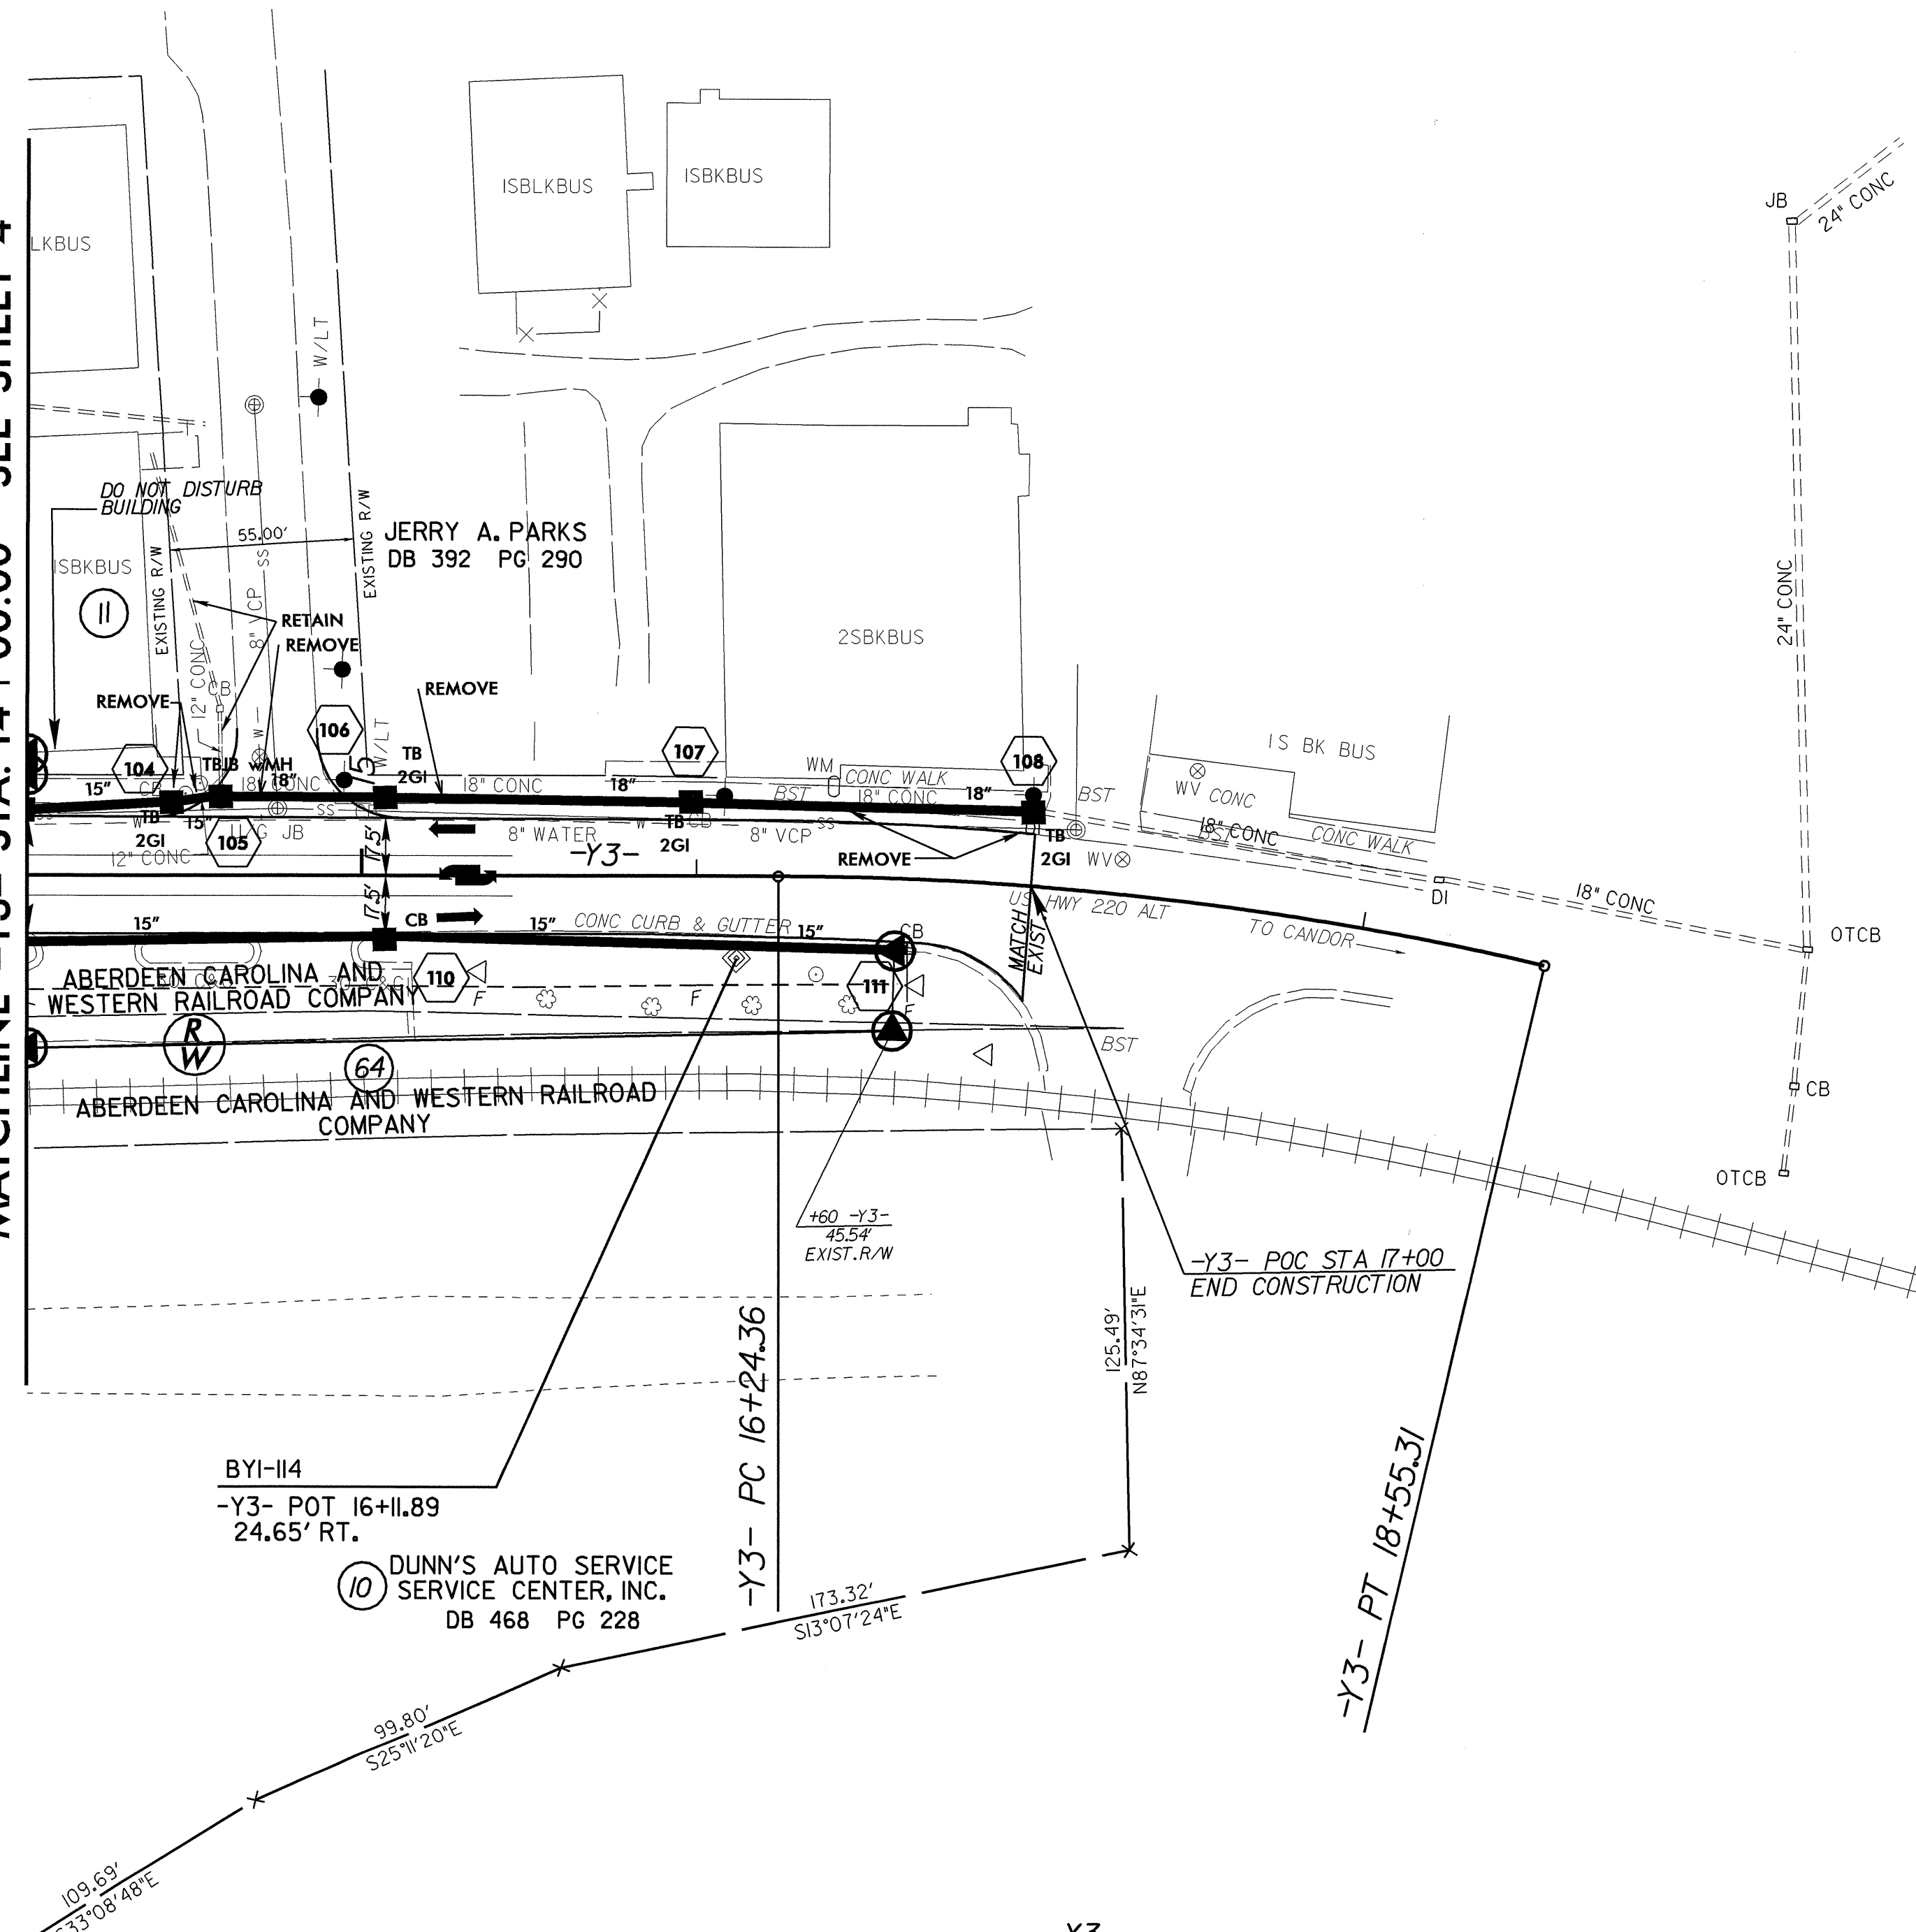 ISBLKBUS
ISBKBUS
LKBUS
JB
24" CONC
W/LT
DO NOT DISTURB
BUILDING
55.00'
SS
EXISTING R/W
EXISTING R/W
JERRY A. PARKS
DB 392 PG 290
ISBKBUS
11
8" VCP
RETAIN
REMOVE
12" CONC
2SBKBUS
24" CONC
CB
REMOVE
REMOVE
W
106
W/LT
107
108
1S BK BUS
104
TBJB
WMH
TB
2GI
WM
CONC WALK
15"
CB
18"
18" CONC
15
18" CONC
18"
BST
18" CONC
18"
BST
WV
CONC
TB
2GI
15"
105
U/G JB
SS
W
8" WATER
W
TB
2GI
CB
8" VCP
SS
TB
2GI
WV
18" CONC
BST
CONC WALK
12" CONC
17.5'
-Y3-
REMOVE
DI
18" CONC
17.5'
US HWY 220 ALT
TO CANDOR
OTCB
15"
CB
15"
CONC CURB & GUTTER
15"
CB
MATCH
EXIST.
ABERDEEN CAROLINA AND
WESTERN RAILROAD COMPANY
110
F
F
111
F
R
W
64
BST
CB
ABERDEEN CAROLINA AND WESTERN RAILROAD
COMPANY
OTCB
+60 -Y3-
45.54'
EXIST. R/W
-Y3- POC STA 17+00
END CONSTRUCTION
125.49'
N87°34'31"E
-Y3- PC 16+24.36
-Y3- PT 18+55.31
BY1-114
-Y3- POT 16+11.89
24.65' RT.
10
DUNN'S AUTO SERVICE
SERVICE CENTER, INC.
DB 468 PG 228
173.32'
S13°07'24"E
99.80'
S25°11'20"E
109.69'
S33°08'48"E